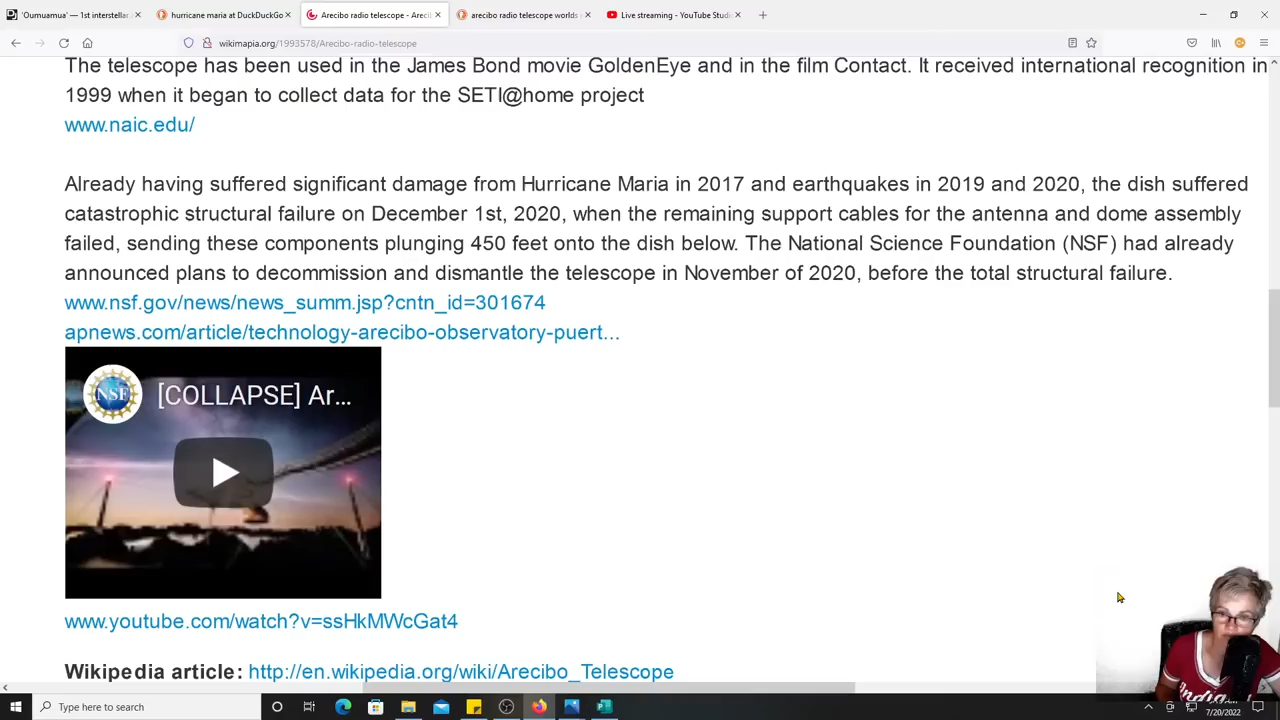 'Oumuamua' — 1st interstellar
hurricane maria at DuckDuckGo
Arecibo radio telescope - Areci
arecibo radio telescope worlds
Live streaming - YouTube Studi
wikimapia.org/1993578/Arecibo-radio-telescope
The telescope has been used in the James Bond movie GoldenEye and in the film Contact. It received international recognition in
1999 when it began to collect data for the SETI@home project
www.naic.edu/
Already having suffered significant damage from Hurricane Maria in 2017 and earthquakes in 2019 and 2020, the dish suffered
catastrophic structural failure on December 1st, 2020, when the remaining support cables for the antenna and dome assembly
failed, sending these components plunging 450 feet onto the dish below. The National Science Foundation (NSF) had already
announced plans to decommission and dismantle the telescope in November of 2020, before the total structural failure.
www.nsf.gov/news/news_summ.jsp?cntn_id=301674
apnews.com/article/technology-arecibo-observatory-puert...
NSF
[COLLAPSE] Ar...
www.youtube.com/watch?v=ssHkMWcGat4
Wikipedia article: http://en.wikipedia.org/wiki/Arecibo_Telescope
Type here to search
7/20/2022